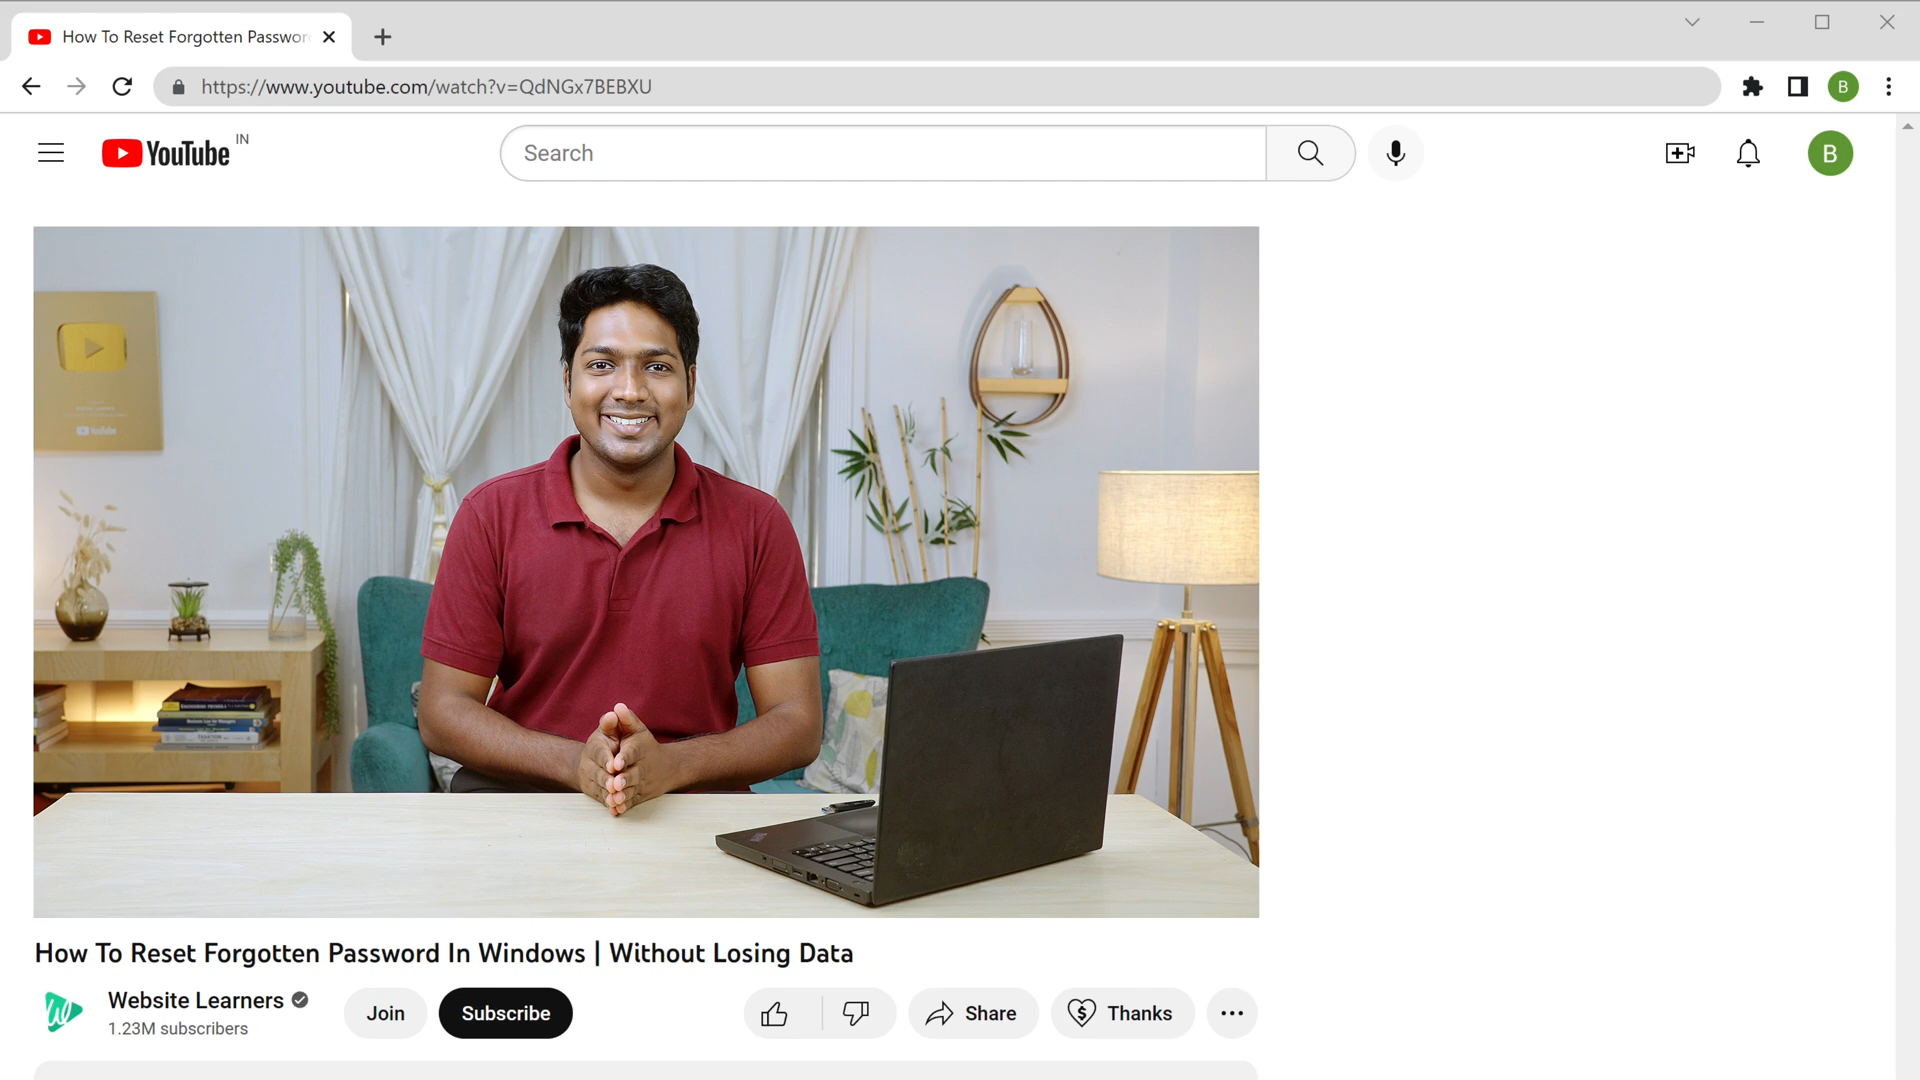 How To Reset Forgotten Passwor
https://www.youtube.com/watch?v=QdNGx7BEBXU
B
YouTube IN
Search
B
YouTube
How To Reset Forgotten Password In Windows | Without Losing Data
Website Learners
1.23M subscribers
Join
Subscribe
Share
Thanks